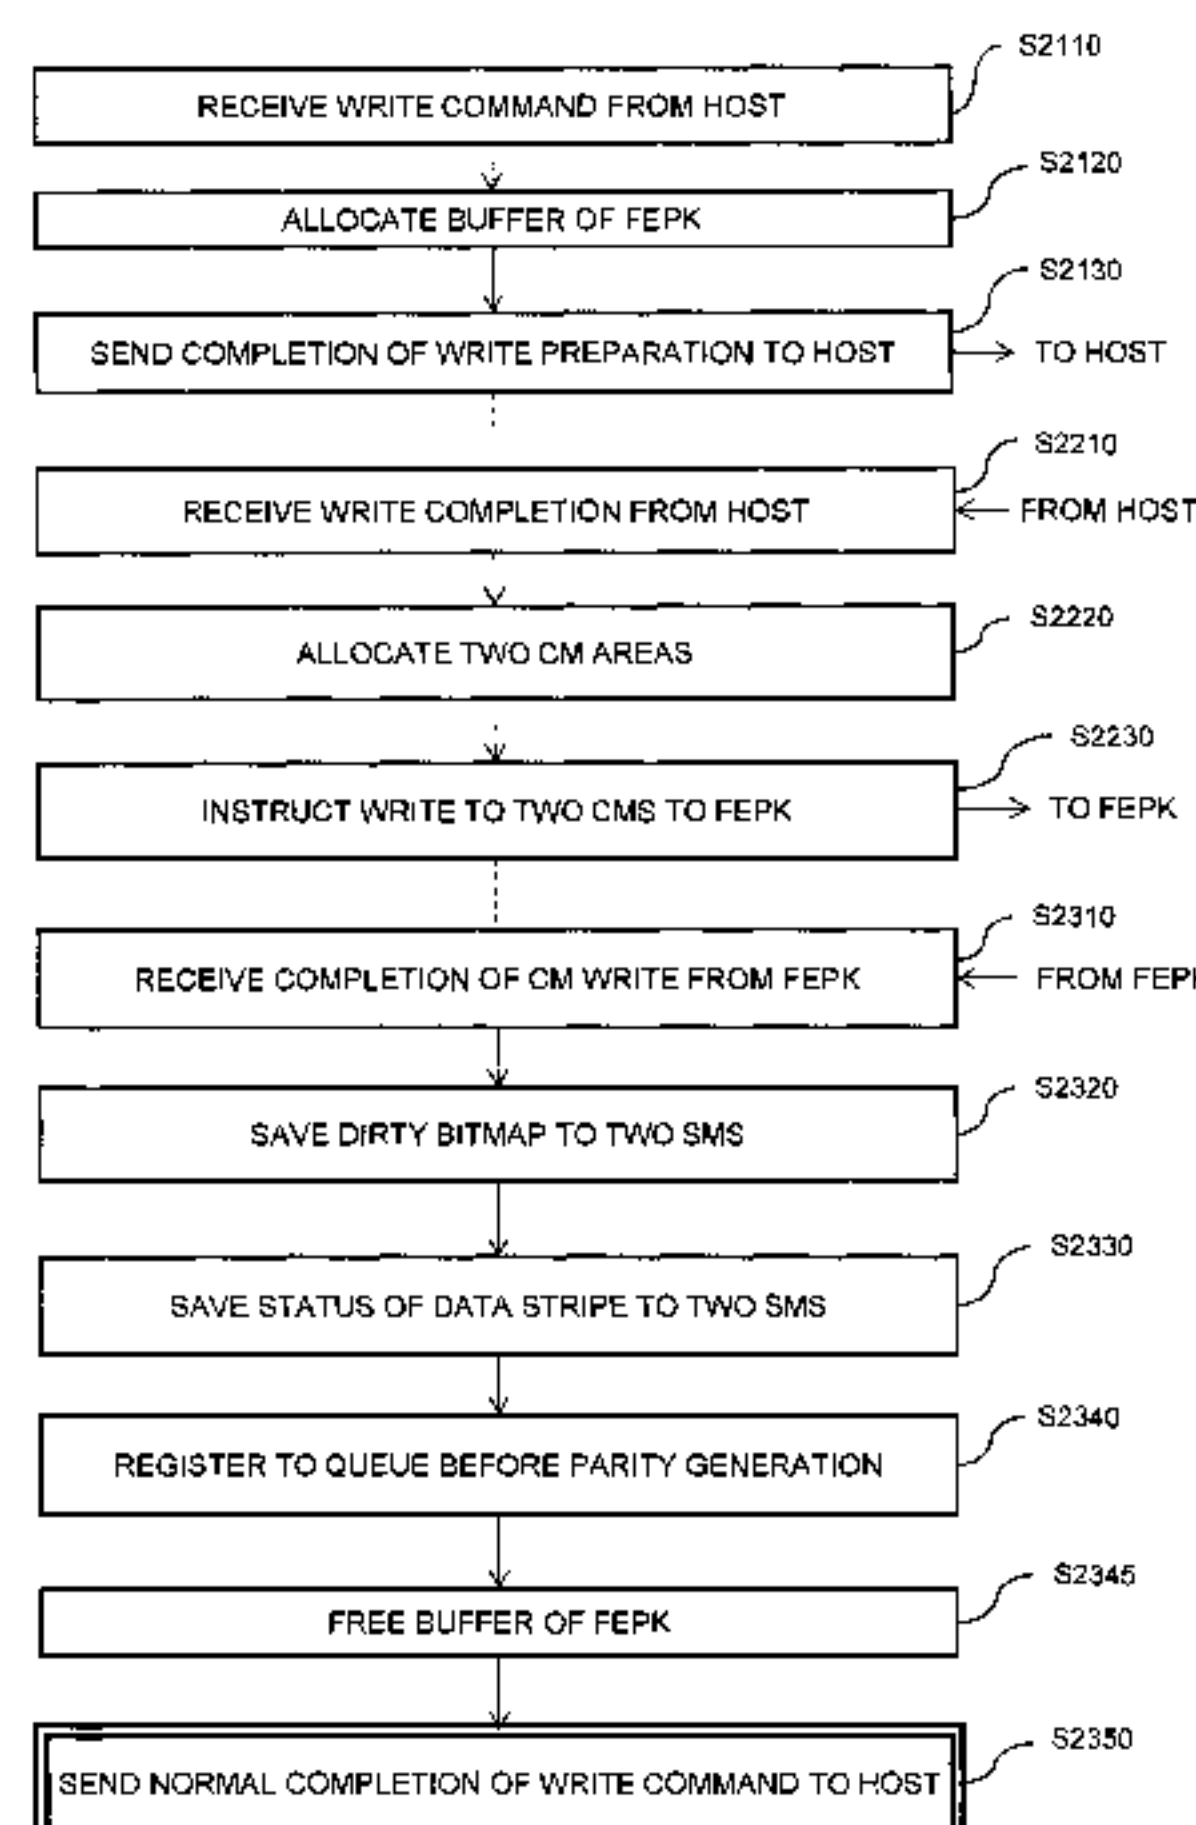 S2110
RECEIVE WRITE COMMAND FROM HOST
S2120
ALLOCATE BUFFER OF FEPK
S2130
SEND COMPLETION OF WRITE PREPARATION TO HOST
TO HOST
S2210
RECEIVE WRITE COMPLETION FROM HOST
FROM HOST
S2220
ALLOCATE TWO CM AREAS
S2230
INSTRUCT WRITE TO TWO CMS TO FEPK
TO FEPK
S2310
RECEIVE COMPLETION OF CM WRITE FROM FEPK
FROM FEPK
S2320
SAVE DIRTY BITMAP TO TWO SMS
S2330
SAVE STATUS OF DATA STRIPE TO TWO SMS
S2340
REGISTER TO QUEUE BEFORE PARITY GENERATION
S2345
FREE BUFFER OF FEPK
S2350
SEND NORMAL COMPLETION OF WRITE COMMAND TO HOST